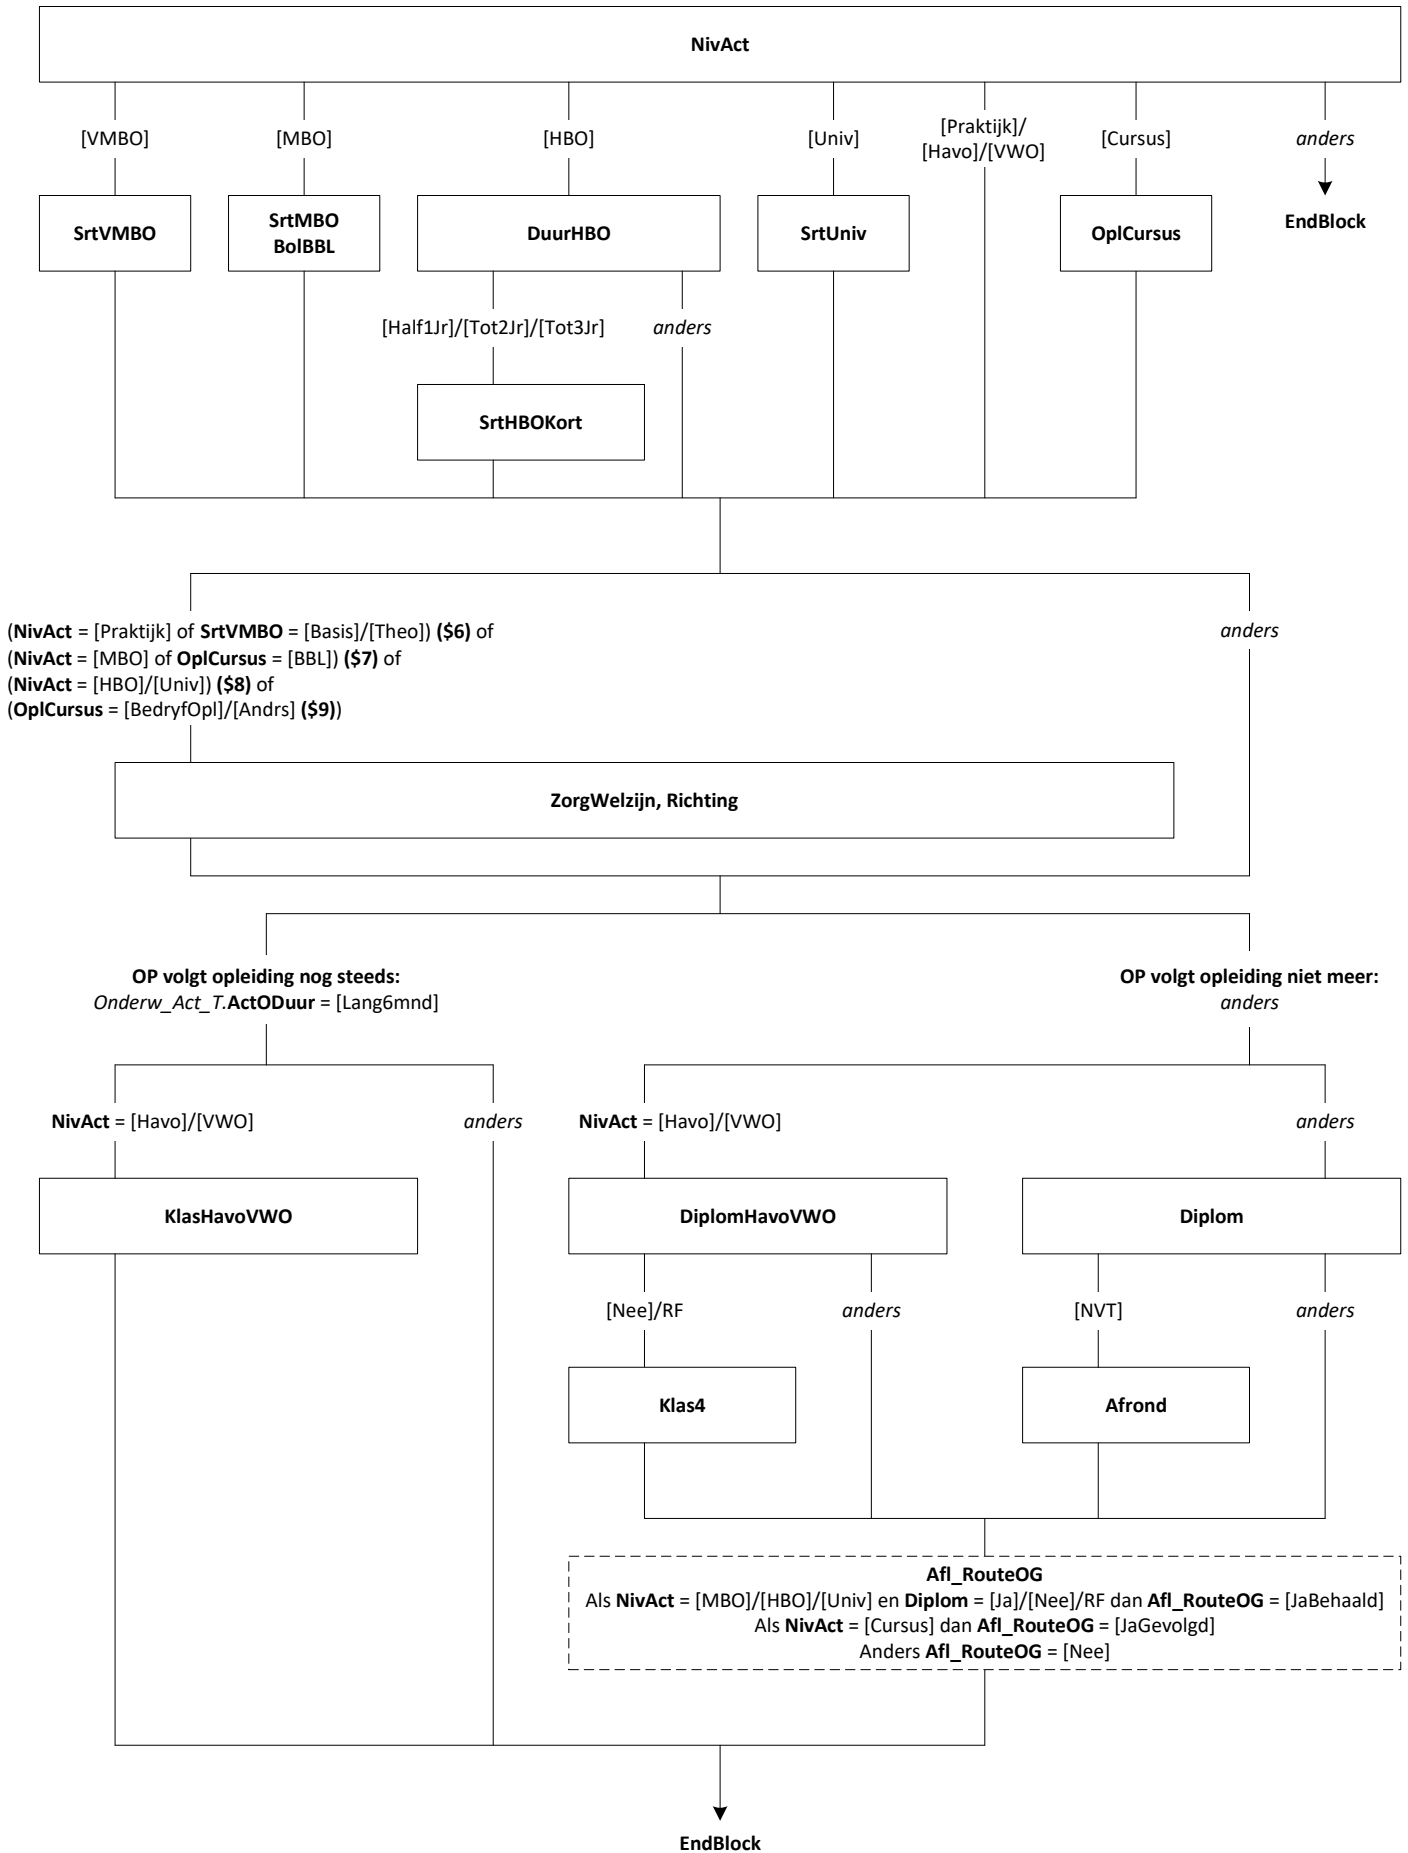 NivAct
[VMBO]
[MBO]
[HBO]
[Univ]
[Praktijk]/
[Havo]/[VWO]
[Cursus]
anders
SrtVMBO
SrtMBO
BolBBL
DuurHBO
SrtUniv
OplCursus
EndBlock
[Half1Jr]/[Tot2Jr]/[Tot3Jr]
anders
SrtHBOKort
(NivAct = [Praktijk] of SrtVMBO = [Basis]/[Theo]) ($6) of
(NivAct = [MBO] of OplCursus = [BBL]) ($7) of
(NivAct = [HBO]/[Univ]) ($8) of
(OplCursus = [BedryfOpl]/[Andrs] ($9))
anders
ZorgWelzijn, Richting
OP volgt opleiding nog steeds:
Onderw_Act_T.ActODuur = [Lang6mnd]
OP volgt opleiding niet meer:
anders
NivAct = [Havo]/[VWO]
anders
NivAct = [Havo]/[VWO]
anders
KlasHavoVWO
DiplomHavoVWO
Diplom
[Nee]/RF
anders
[NVT]
anders
Klas4
Afrond
Afl_RouteOG
Als NivAct = [MBO]/[HBO]/[Univ] en Diplom = [Ja]/[Nee]/RF dan Afl_RouteOG = [JaBehaald]
Als NivAct = [Cursus] dan Afl_RouteOG = [JaGevolgd]
Anders Afl_RouteOG = [Nee]
EndBlock